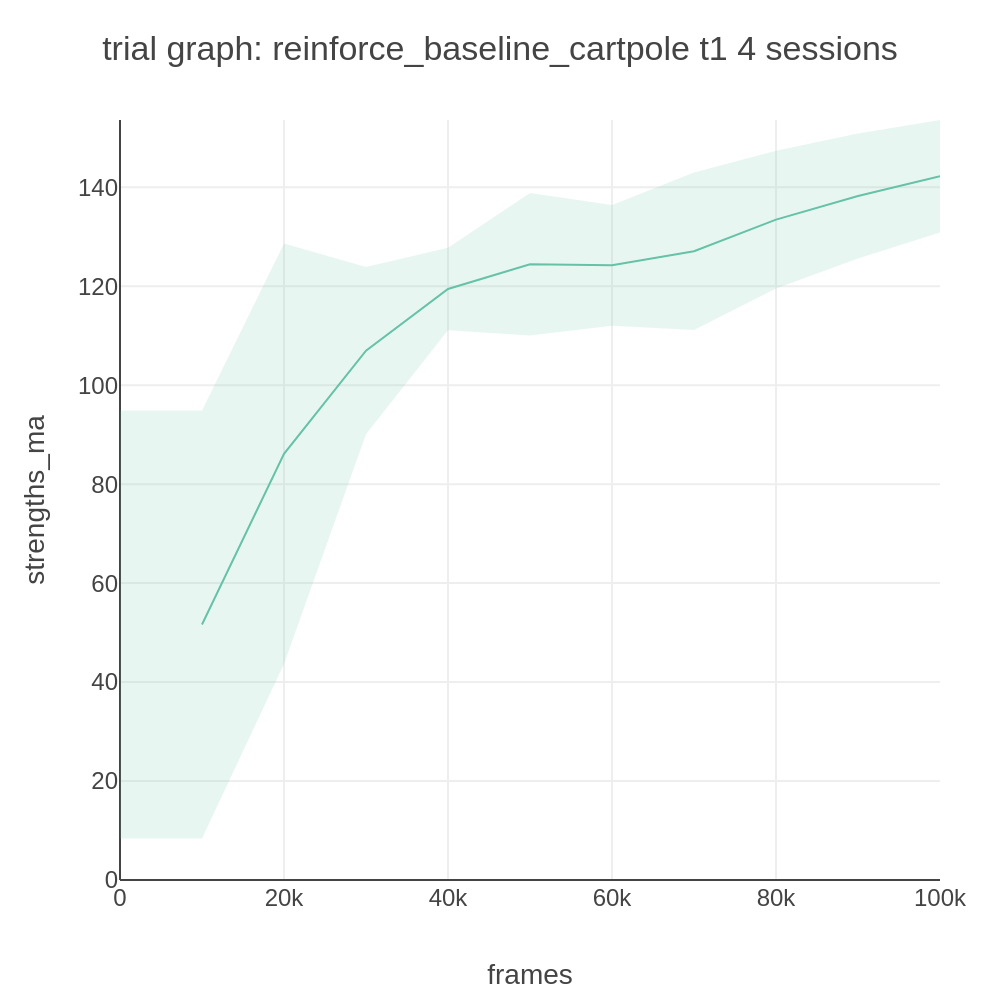 trial graph: reinforce_baseline_cartpole t1 4 sessions
strengths_ma
140
120
100
80
60
40
20
0
0 20k 40k 60k 80k 100k
frames